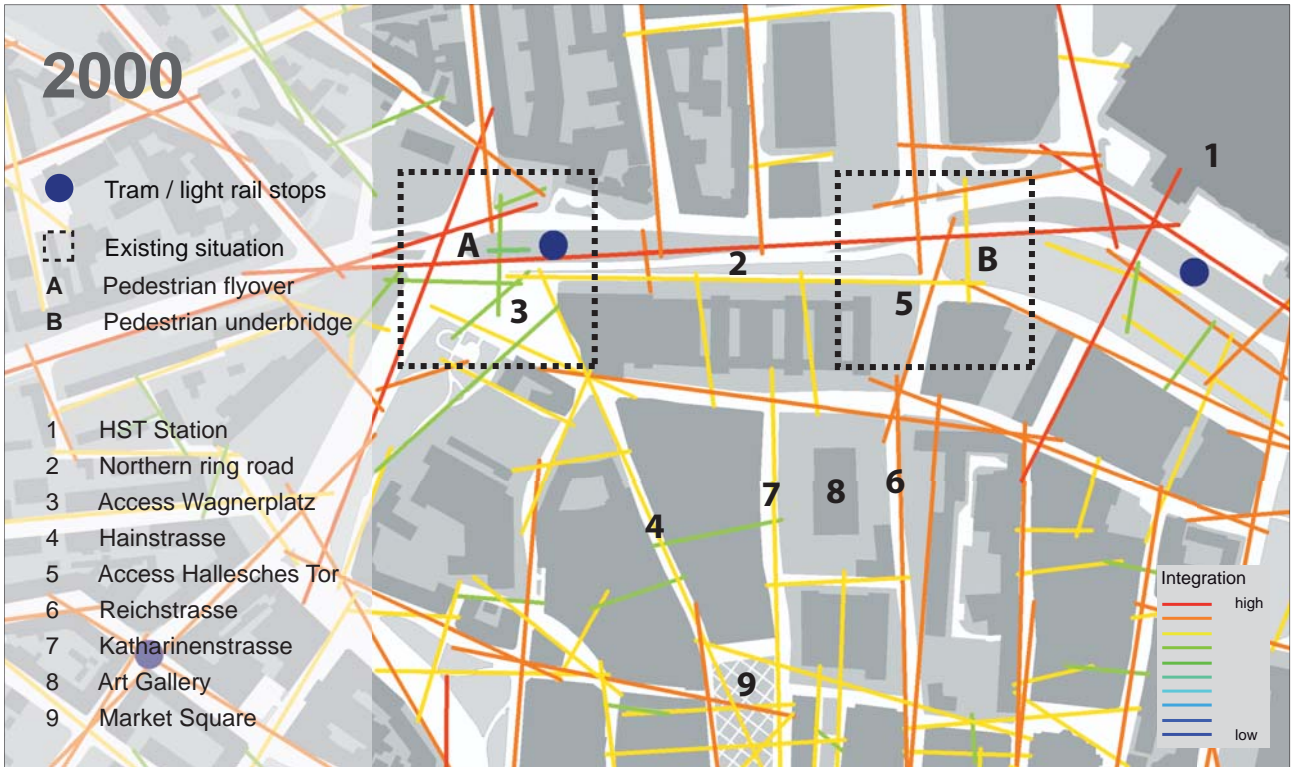 2000
Tram / light rail stops
Existing situation
A Pedestrian flyover
B Pedestrian underbridge
1 HST Station
2 Northern ring road
3 Access Wagnerplatz
4 Hainstrasse
5 Access Hallesches Tor
6 Reichstrasse
7 Katharinenstrasse
8 Art Gallery
9 Market Square
1
A
2
B
3
5
4
7
8
6
9
Integration
high
low